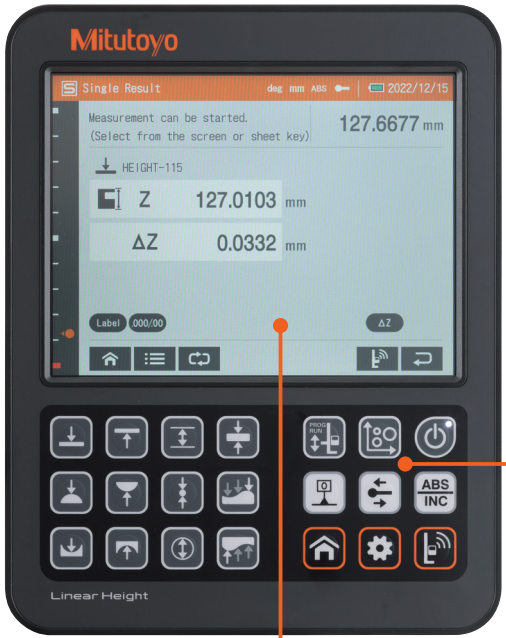 Mitutoyo
S Single Result deg mm ABS 2022/12/15
Measurement can be started.
(Select from the screen or sheet key)
127.6677 mm
HEIGHT-115
Z 127.0103 mm
ΔZ 0.0332 mm
Label .000/.00 ΔZ
PROG
RUN
ABS
INC
Linear Height